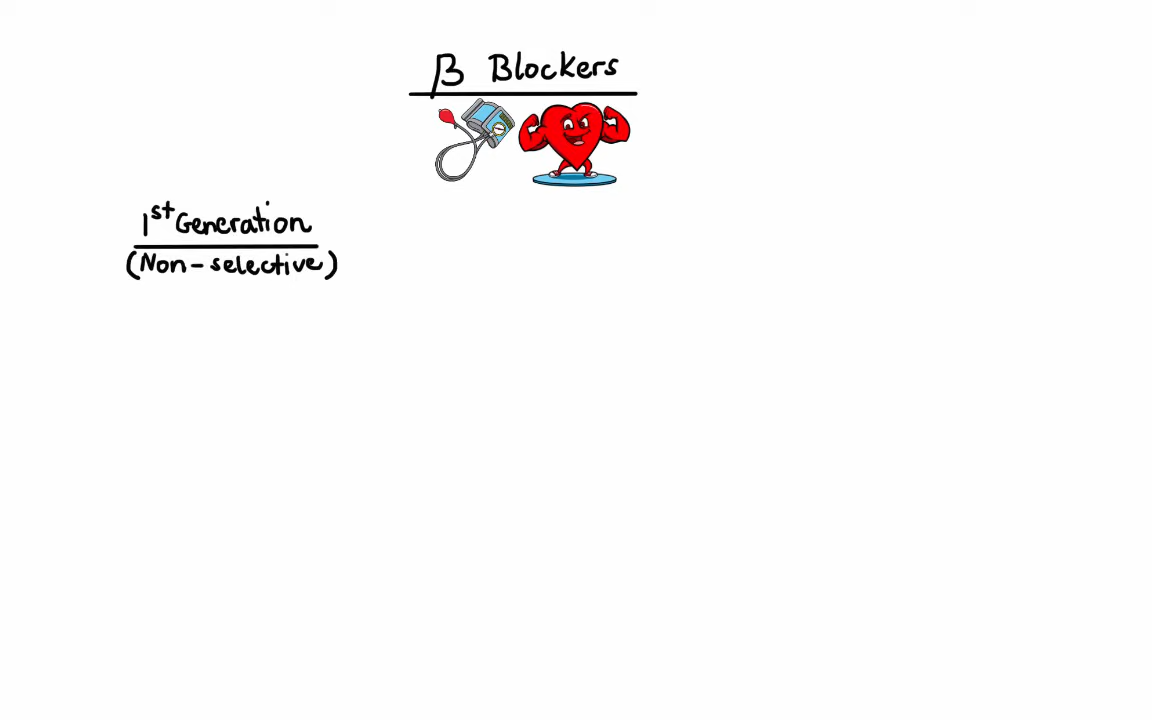 β Blockers
1st Generation
(Non-selective)